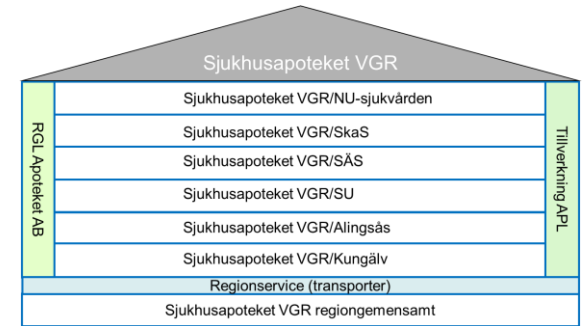 Sjukhusapoteket VGR
RGL Apoteket AB
Sjukhusapoteket VGR/NU-sjukvården
Sjukhusapoteket VGR/SkaS
Sjukhusapoteket VGR/SÄS
Sjukhusapoteket VGR/SU
Sjukhusapoteket VGR/Alingsås
Sjukhusapoteket VGR/Kungälv
Tillverkning APL
Regionservice (transporter)
Sjukhusapoteket VGR regiongemensamt